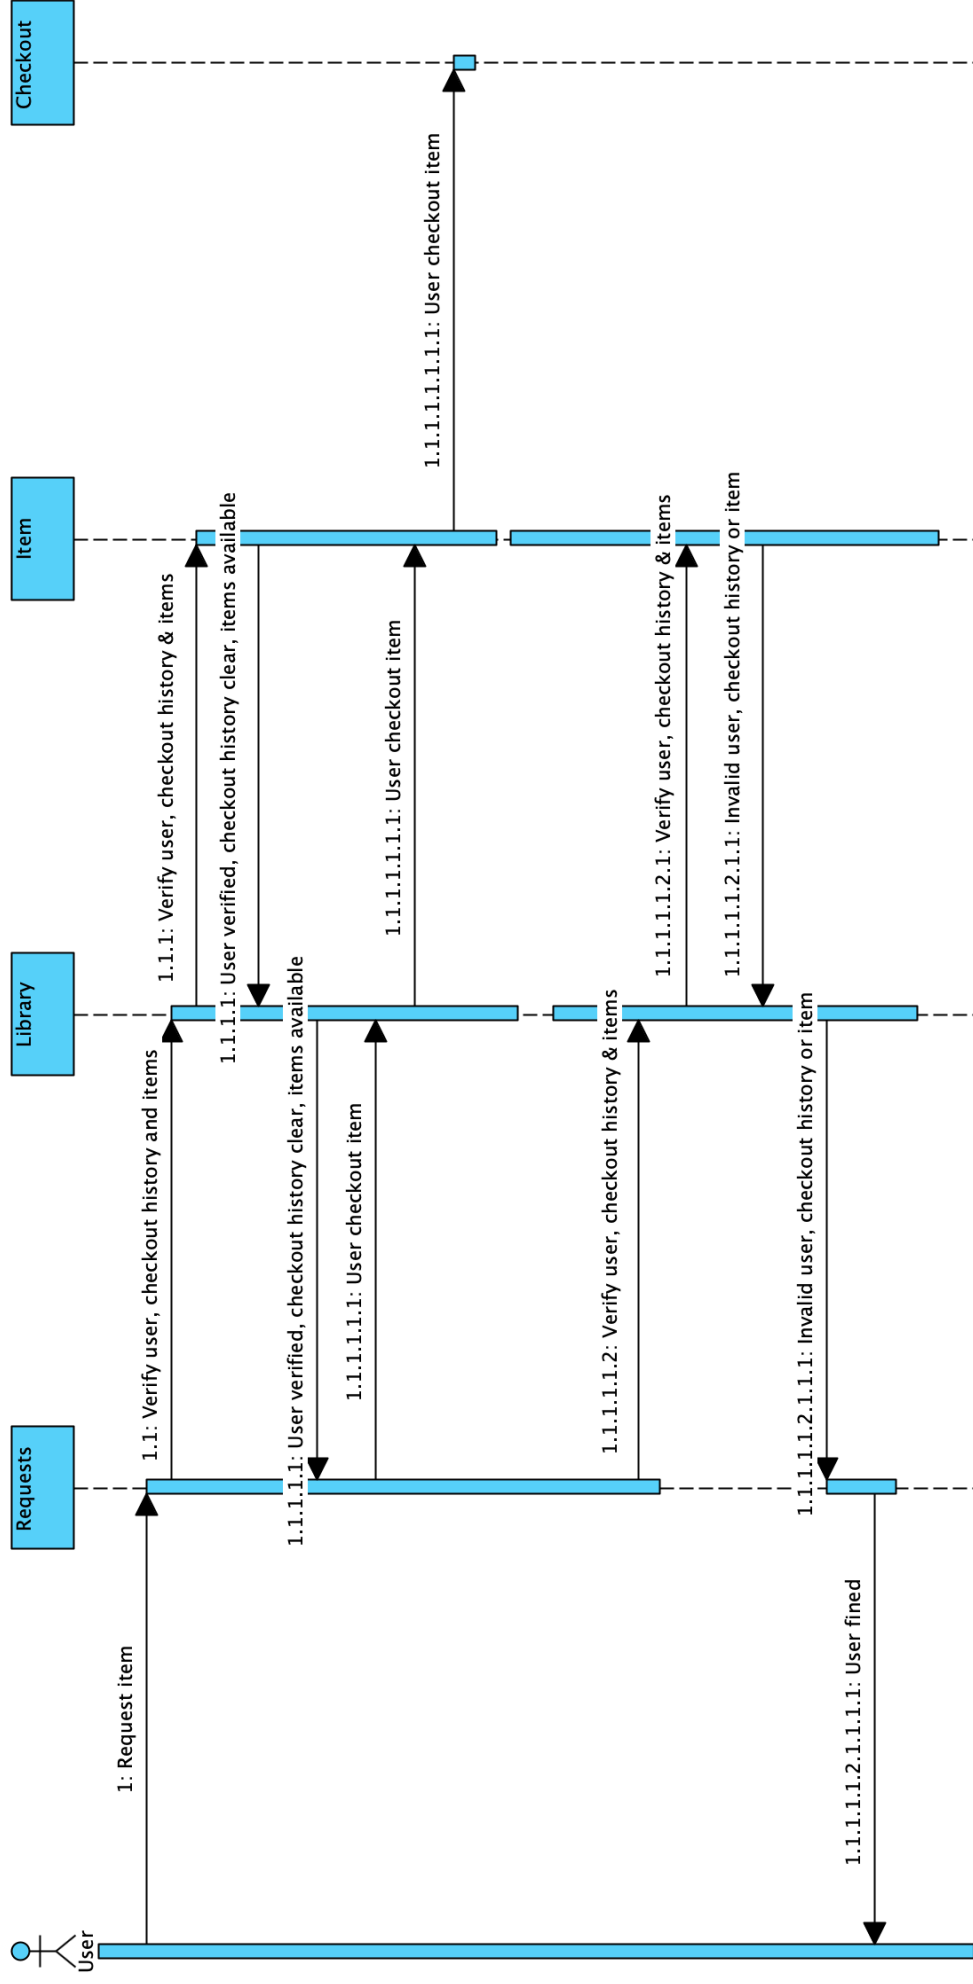 User
Requests
Library
Item
Checkout
1: Request item
1.1: Verify user, checkout history and items
1.1.1: Verify user, checkout history & items
1.1.1.1: User verified, checkout history clear, items available
1.1.1.1.1: User verified, checkout history clear, items available
1.1.1.1.1.1: User checkout item
1.1.1.1.1.1.1: User checkout item
1.1.1.1.1.1.1.1: User checkout item
1.1.1.1.1.2: Verify user, checkout history & items
1.1.1.1.1.2.1: Verify user, checkout history & items
1.1.1.1.1.2.1.1: Invalid user, checkout history or item
1.1.1.1.1.2.1.1.1: Invalid user, checkout history or item
1.1.1.1.1.2.1.1.1.1: User fined